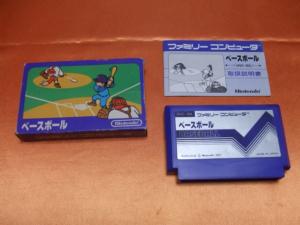 ベースボール
Nintendo
ファミリー コンピュータ
ベースボール
取扱説明書
Nintendo
ファミリー コンピュータ
ベースボール
BASEBALL